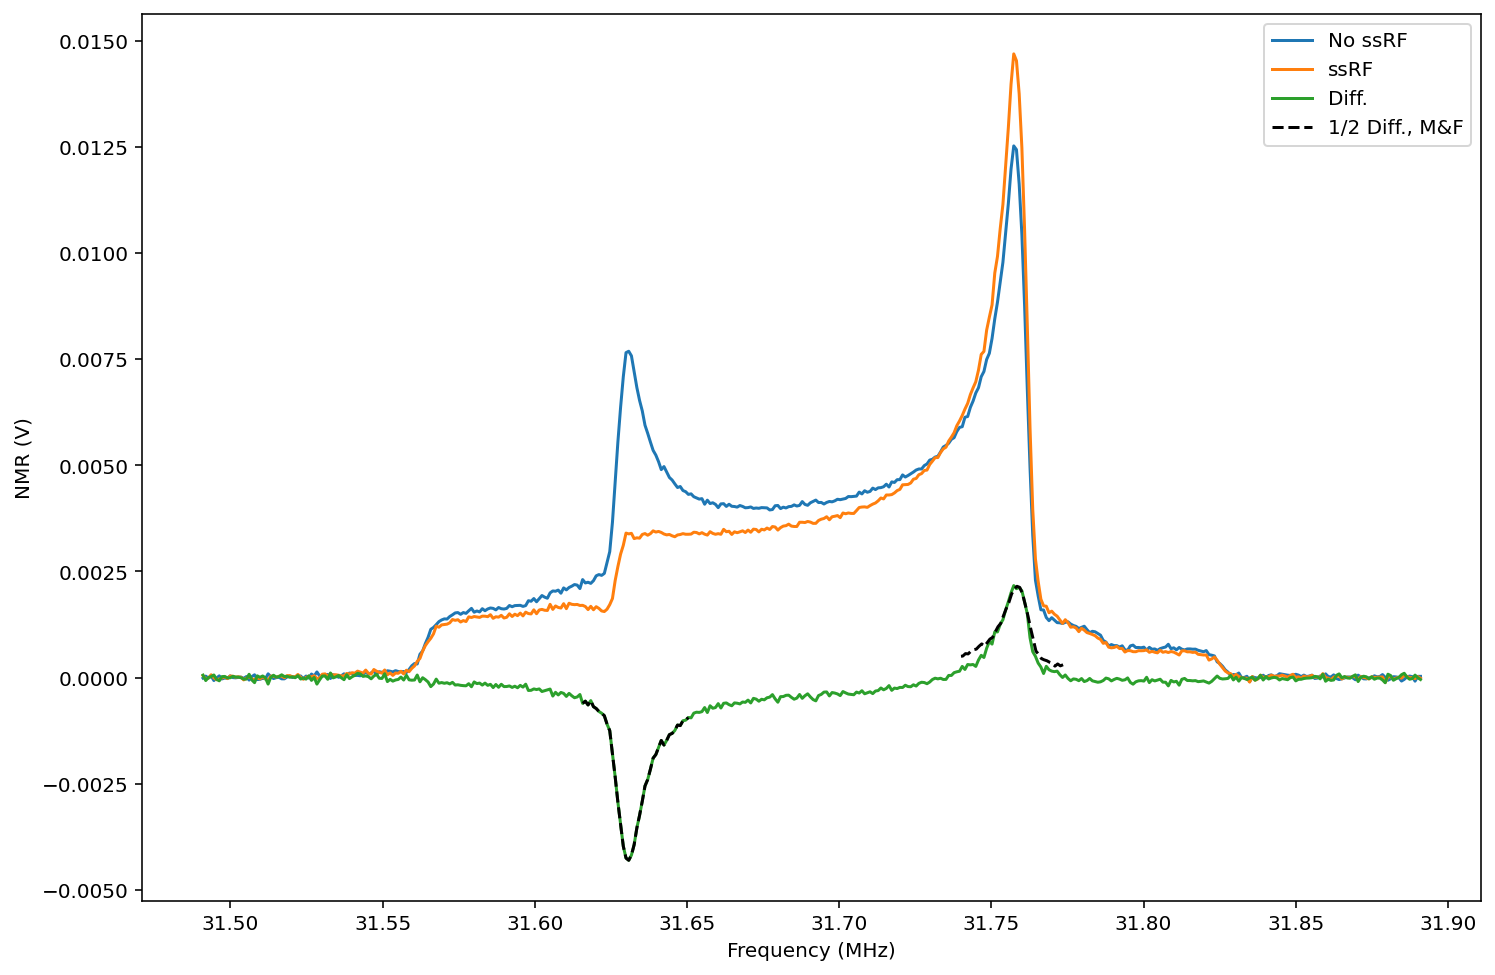 No ssRF
ssRF
Diff.
1/2 Diff., M&F
NMR (V)
0.0150
0.0125
0.0100
0.0075
0.0050
0.0025
0.0000
−0.0025
−0.0050
31.50 31.55 31.60 31.65 31.70 31.75 31.80 31.85 31.90
Frequency (MHz)